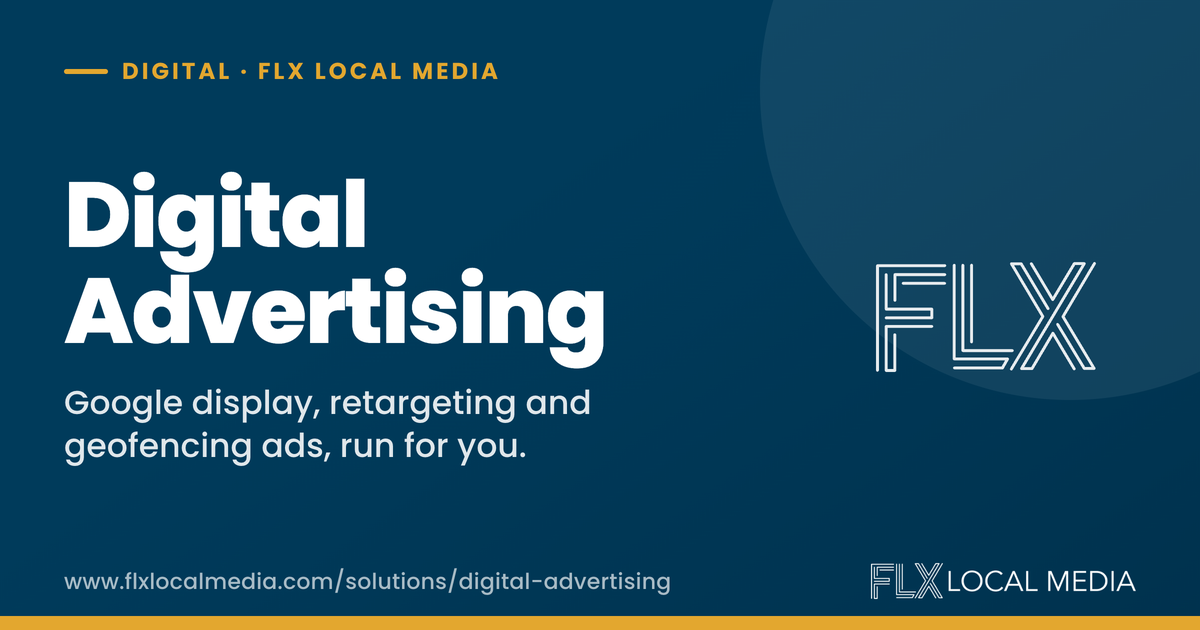 DIGITAL · FLX LOCAL MEDIA
Digital
Advertising
Google display, retargeting and
geofencing ads, run for you.
FLX
www.flxlocalmedia.com/solutions/digital-advertising
FLX LOCAL MEDIA